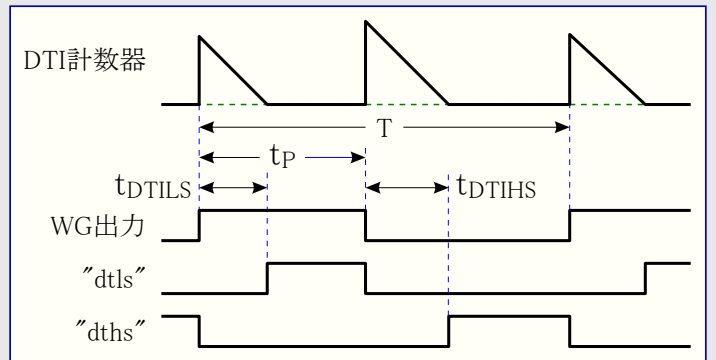 DTI計数器
T
tP
tDTILS
tDTIHS
WG出力
"dtls"
"dths"